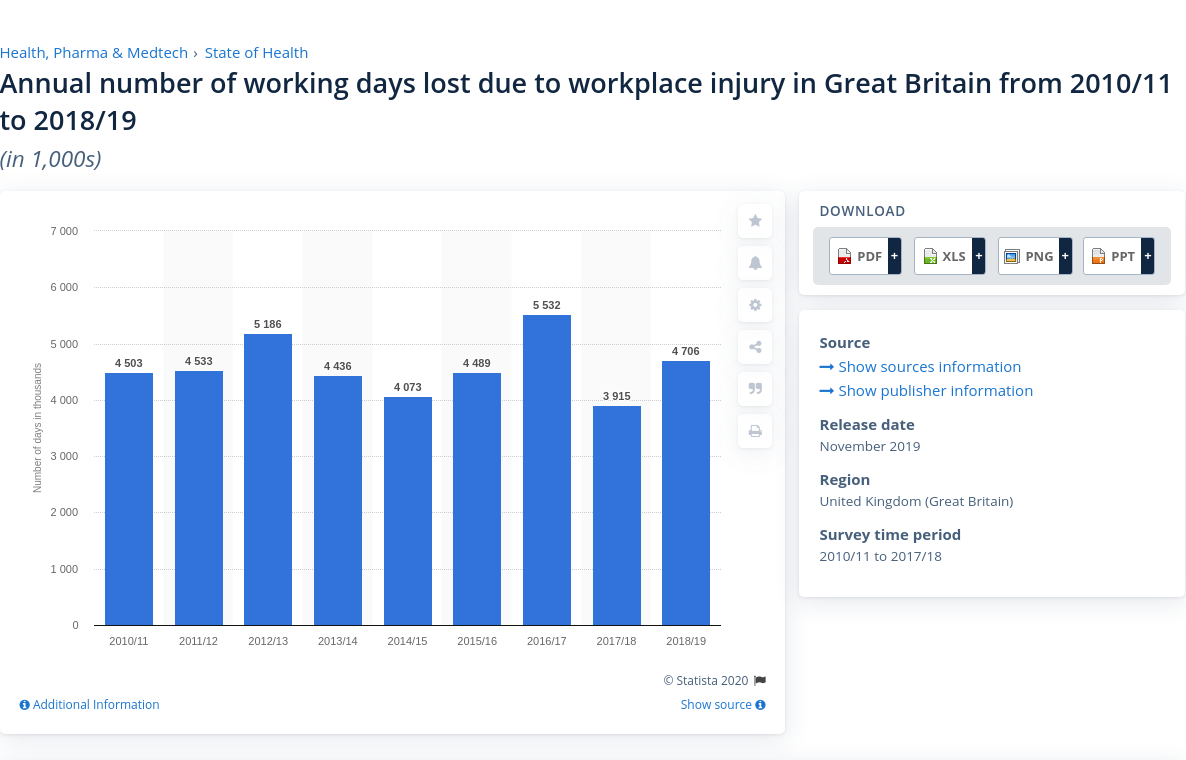 Health, Pharma & Medtech › State of Health
Annual number of working days lost due to workplace injury in Great Britain from 2010/11
to 2018/19
(in 1,000s)
Number of days in thousands
7 000
6 000
5 000
4 000
3 000
2 000
1 000
0
4 503
4 533
5 186
4 436
4 073
4 489
5 532
3 915
4 706
2010/11
2011/12
2012/13
2013/14
2014/15
2015/16
2016/17
2017/18
2018/19
© Statista 2020
Additional Information
Show source
DOWNLOAD
PDF +
XLS +
PNG +
PPT +
Source
Show sources information
Show publisher information
Release date
November 2019
Region
United Kingdom (Great Britain)
Survey time period
2010/11 to 2017/18